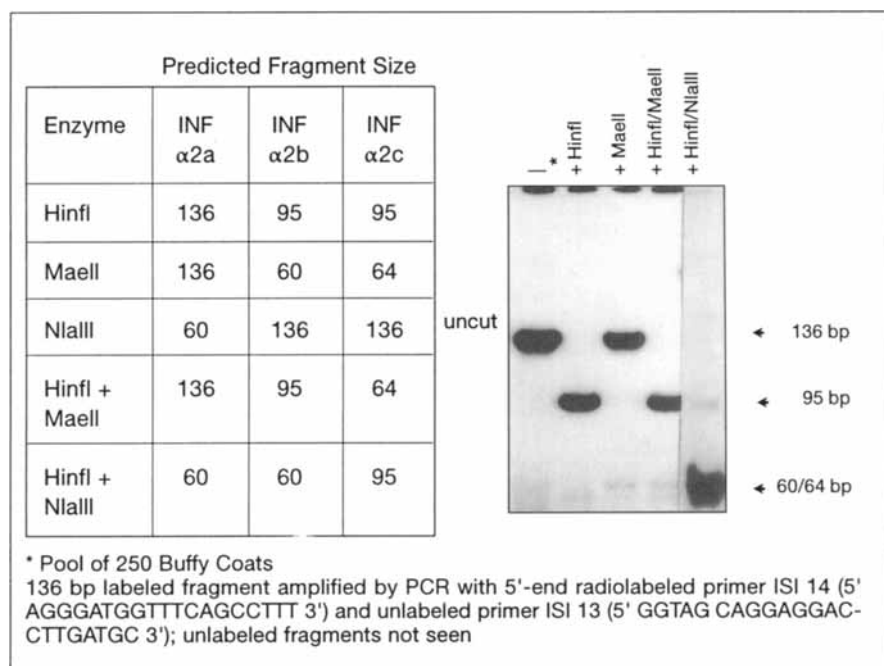 Predicted Fragment Size
Enzyme INF α2a INF α2b INF α2c
HinfI 136 95 95
MaeII 136 60 64
NlaIII 60 136 136
HinfI + MaeII 136 95 64
HinfI + NlaIII 60 60 95
— *
+ HinfI
+ MaeII
+ HinfI/MaeII
+ HinfI/NlaIII
uncut
136 bp
95 bp
60/64 bp
* Pool of 250 Buffy Coats
136 bp labeled fragment amplified by PCR with 5'-end radiolabeled primer ISI 14 (5'
AGGGATGGTTTCAGCCTTT 3') and unlabeled primer ISI 13 (5' GGTAG CAGGAGGAC-
CTTGATGC 3'); unlabeled fragments not seen